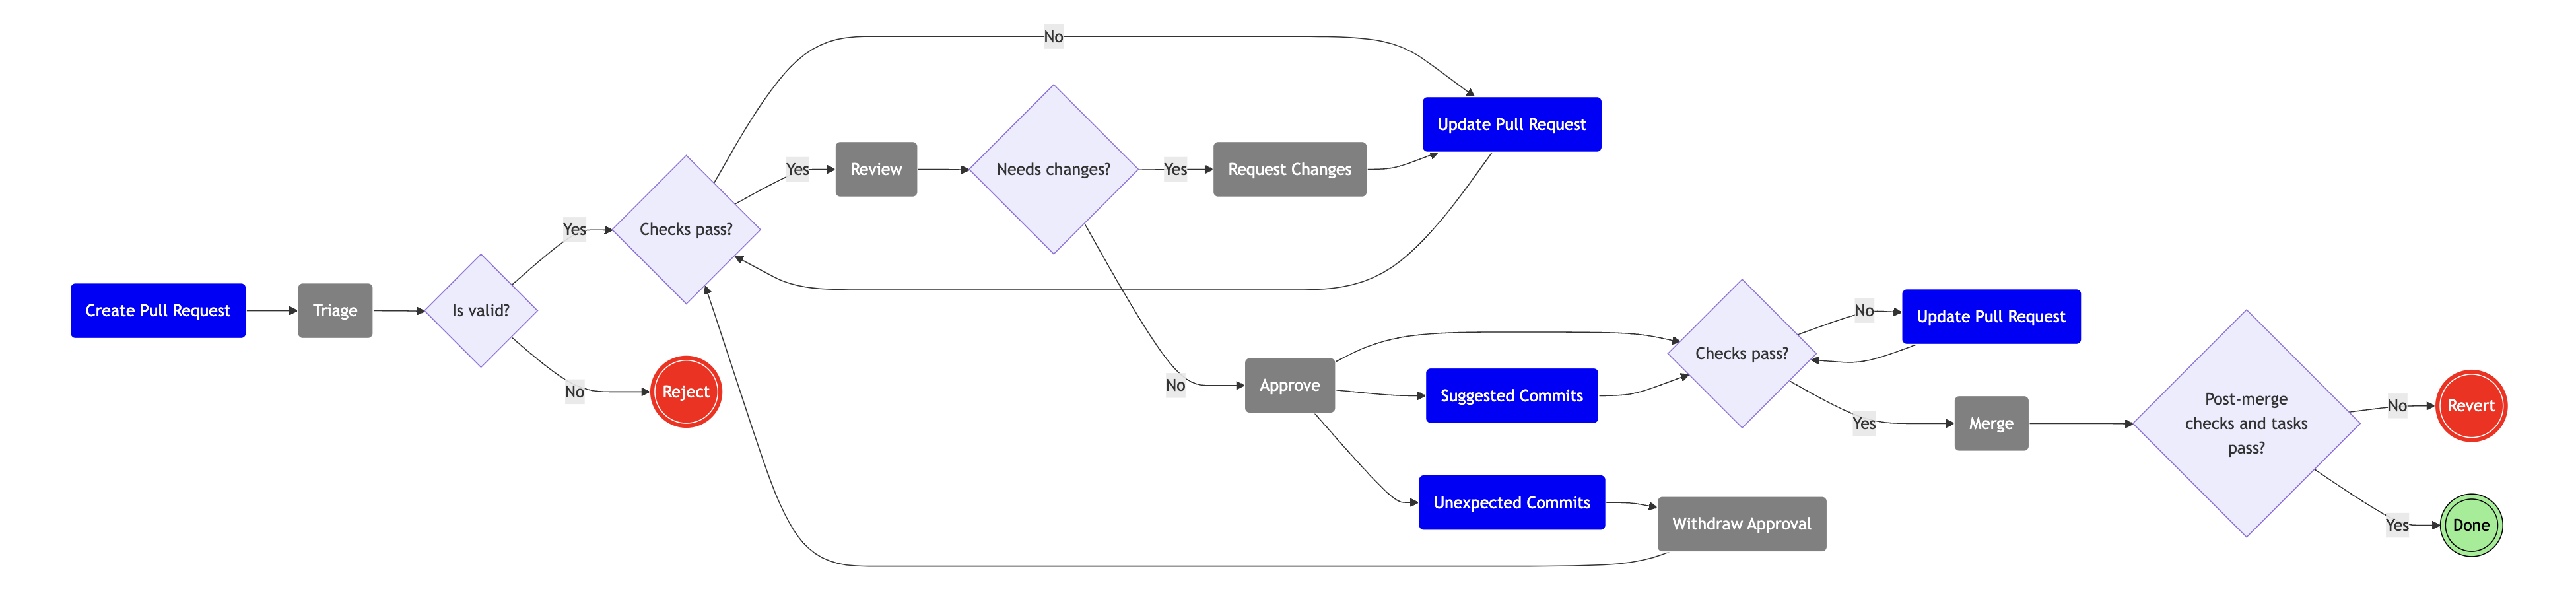 Create Pull Request
Triage
Is valid?
Yes
No
Reject
Checks pass?
No
Yes
Review
Needs changes?
Yes
Request Changes
Update Pull Request
No
Approve
Suggested Commits
Unexpected Commits
Withdraw Approval
Checks pass?
No
Update Pull Request
Yes
Merge
Post-merge
checks and tasks
pass?
No
Revert
Yes
Done